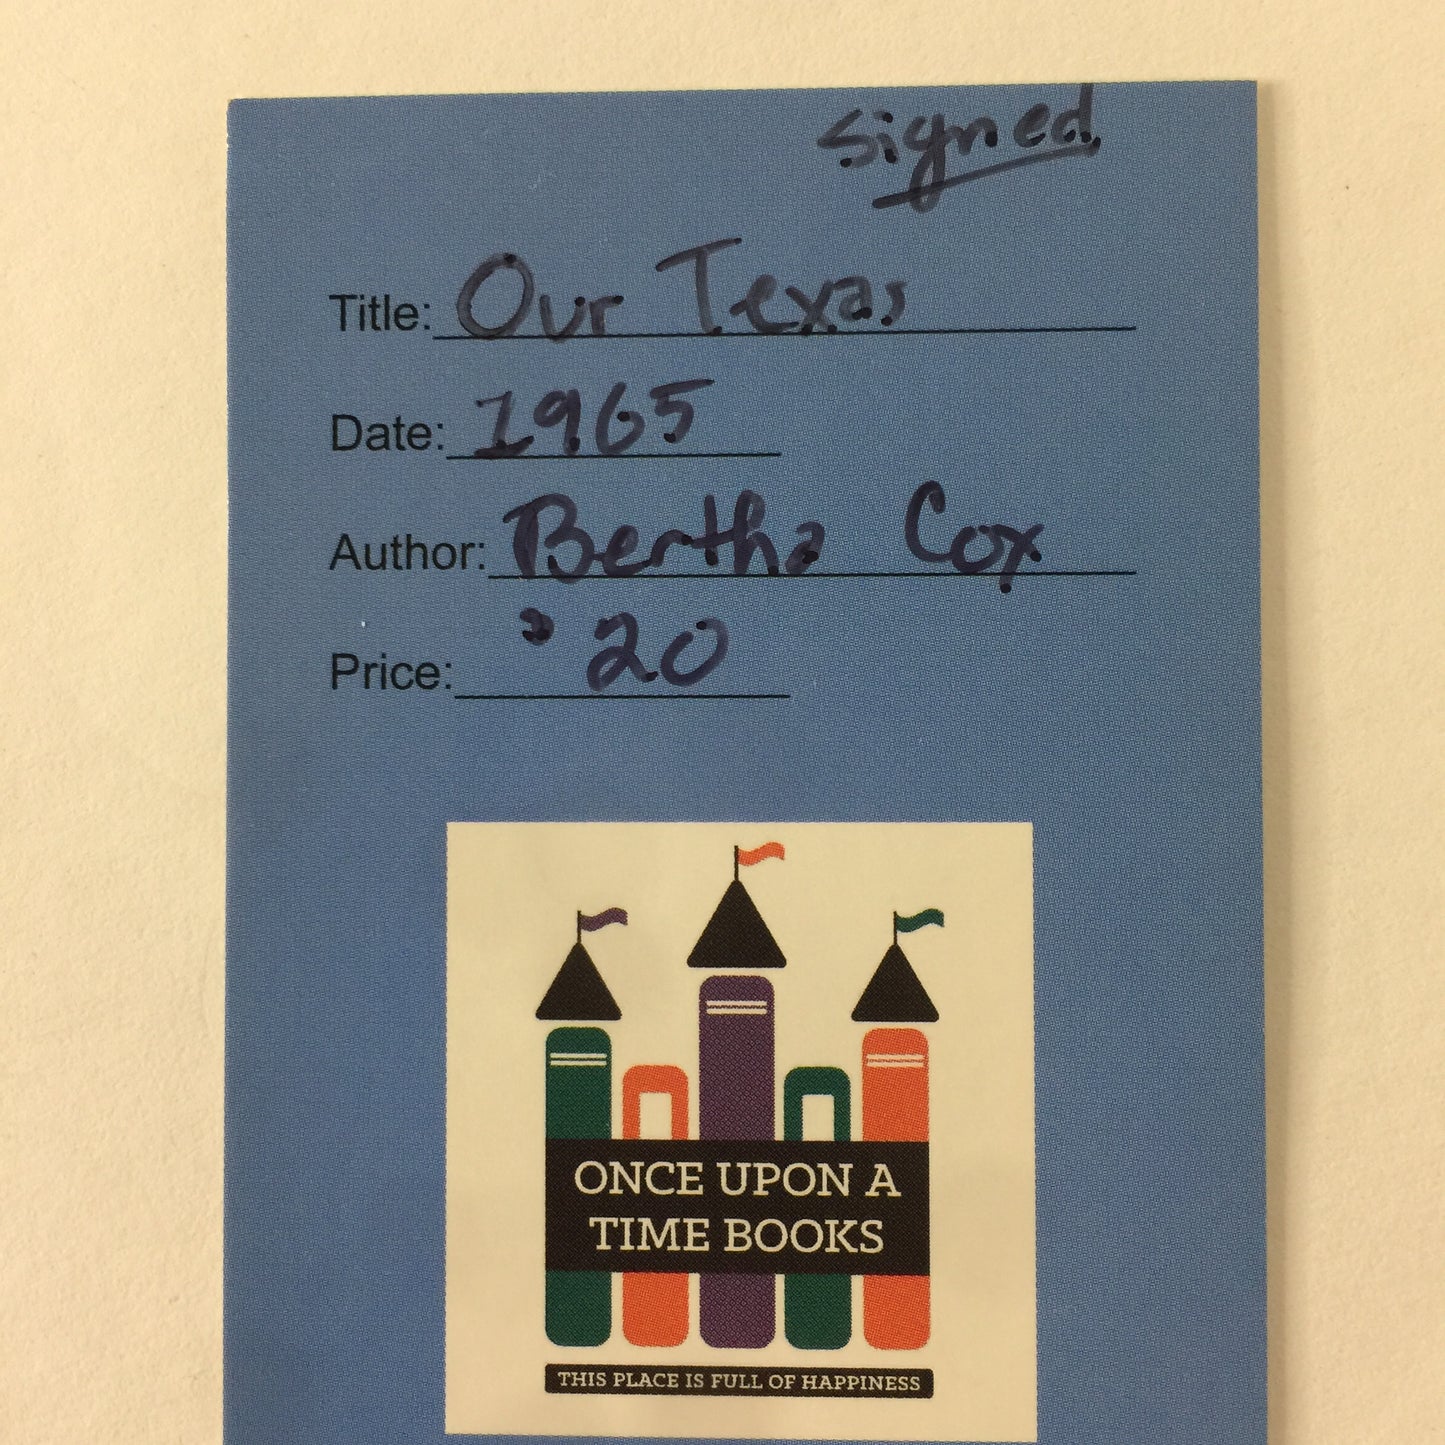 signed
Title: Our Texas
Date: 1965
Author: Bertha Cox
Price: 20
ONCE UPON A
TIME BOOKS
THIS PLACE IS FULL OF HAPPINESS